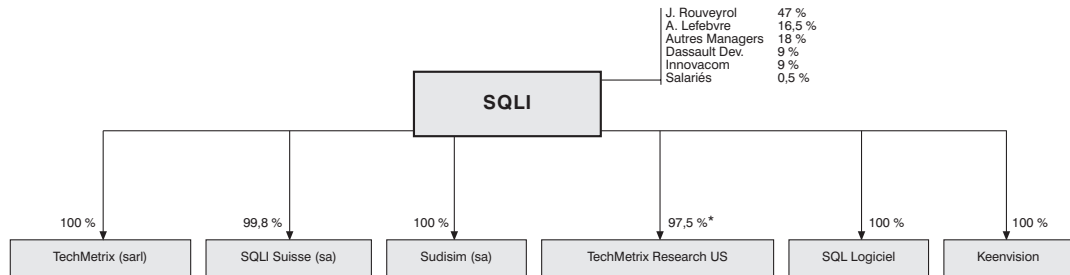 J. Rouveyrol 47 %
A. Lefebvre 16,5 %
Autres Managers 18 %
Dassault Dev. 9 %
Innovacom 9 %
Salariés 0,5 %
SQLI
100 % 99,8 % 100 % 97,5 %* 100 % 100 %
TechMetrix (sarl) SQLI Suisse (sa) Sudisim (sa) TechMetrix Research US SQL Logiciel Keenvision